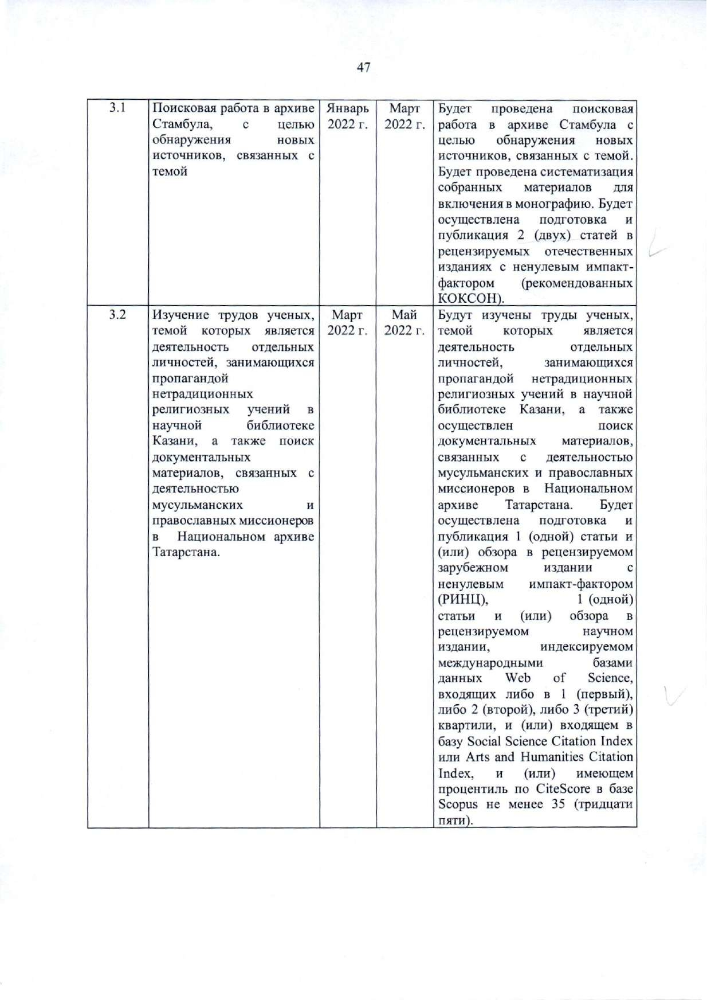 47
3.1
Поисковая работа в архиве
Стамбула, с целью
обнаружения новых
источников, связанных с
темой
Январь
2022 г.
Март
2022 г.
Будет проведена поисковая
работа в архиве Стамбула с
целью обнаружения новых
источников, связанных с темой.
Будет проведена систематизация
собранных материалов для
включения в монографию. Будет
осуществлена подготовка и
публикация 2 (двух) статей в
рецензируемых отечественных
изданиях с ненулевым импакт-
фактором (рекомендованных
КОКСОН).
3.2
Изучение трудов ученых,
темой которых является
деятельность отдельных
личностей, занимающихся
пропагандой
нетрадиционных
религиозных учений в
научной библиотеке
Казани, а также поиск
документальных
материалов, связанных с
деятельностью
мусульманских и
православных миссионеров
в Национальном архиве
Татарстана.
Март
2022 г.
Май
2022 г.
Будут изучены труды ученых,
темой которых является
деятельность отдельных
личностей, занимающихся
пропагандой нетрадиционных
религиозных учений в научной
библиотеке Казани, а также
осуществлен поиск
документальных материалов,
связанных с деятельностью
мусульманских и православных
миссионеров в Национальном
архиве Татарстана. Будет
осуществлена подготовка и
публикация 1 (одной) статьи и
(или) обзора в рецензируемом
зарубежном издании с
ненулевым импакт-фактором
(РИНЦ), 1 (одной)
статьи и (или) обзора в
рецензируемом научном
издании, индексируемом
международными базами
данных Web of Science,
входящих либо в 1 (первый),
либо 2 (второй), либо 3 (третий)
квартили, и (или) входящем в
базу Social Science Citation Index
или Arts and Humanities Citation
Index, и (или) имеющем
процентиль по CiteScore в базе
Scopus не менее 35 (тридцати
пяти).